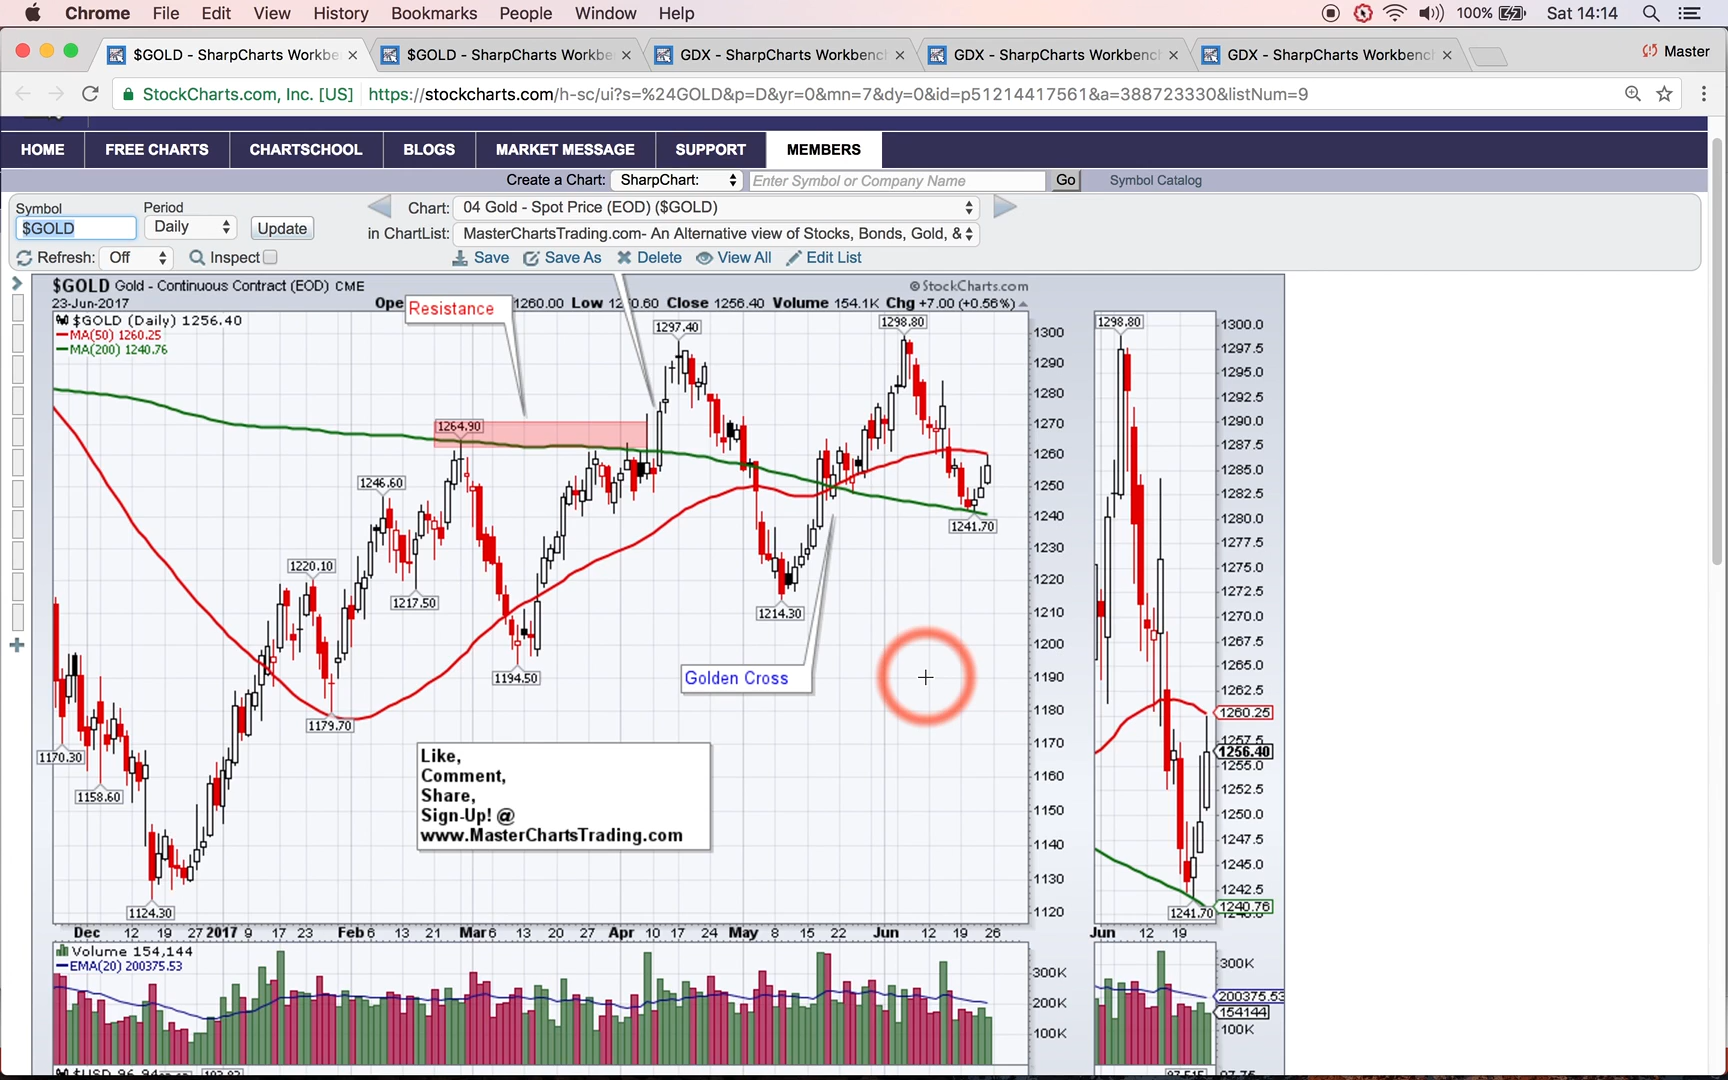 Chrome File Edit View History Bookmarks People Window Help 100% Sat 14:14
$GOLD - SharpCharts Workbe
$GOLD - SharpCharts Workbe
GDX - SharpCharts Workbench
GDX - SharpCharts Workbench
GDX - SharpCharts Workbench
Master
StockCharts.com, Inc. [US] https://stockcharts.com/h-sc/ui?s=%24GOLD&p=D&yr=0&mn=7&dy=0&id=p51214417561&a=388723330&listNum=9
HOME FREE CHARTS CHARTSCHOOL BLOGS MARKET MESSAGE SUPPORT MEMBERS
Create a Chart: SharpChart: Enter Symbol or Company Name Go Symbol Catalog
Symbol Period
Chart: 04 Gold - Spot Price (EOD) ($GOLD)
$GOLD Daily Update
in ChartList: MasterChartsTrading.com- An Alternative view of Stocks, Bonds, Gold, &
Refresh: Off Inspect
Save Save As Delete View All Edit List
$GOLD Gold - Continuous Contract (EOD) CME
© StockCharts.com
23-Jun-2017
1260.00 Low Close 1256.40 Volume 154.1K Chg +7.00 (+0.56%)
Resistance
$GOLD (Daily) 1256.40
MA(50) 1260.25
MA(200) 1240.76
1297.40
1298.80
1264.90
1246.60
1220.10
1217.50
1241.70
1214.30
1194.50
1179.70
1170.30
1158.60
1124.30
Golden Cross
Like,
Comment,
Share,
Sign-Up! @
www.MasterChartsTrading.com
1300
1290
1280
1270
1260
1250
1240
1230
1220
1210
1200
1190
1180
1170
1160
1150
1140
1130
1120
Dec 12 19 27 2017 9 17 23 Feb 6 13 21 Mar 6 13 20 27 Apr 10 17 24 May 8 15 22 Jun 12 19 26
1298.80
1300.0
1297.5
1295.0
1292.5
1290.0
1287.5
1285.0
1282.5
1280.0
1277.5
1275.0
1272.5
1270.0
1267.5
1265.0
1262.5
1260.25
1257.5
1256.40
1255.0
1252.5
1250.0
1247.5
1245.0
1242.5
1240.76
1241.70
Jun 12 19
Volume 154,144
EMA(20) 200375.53
300K
200K
100K
300K
200375.53
154144
100K
$USD 96.94